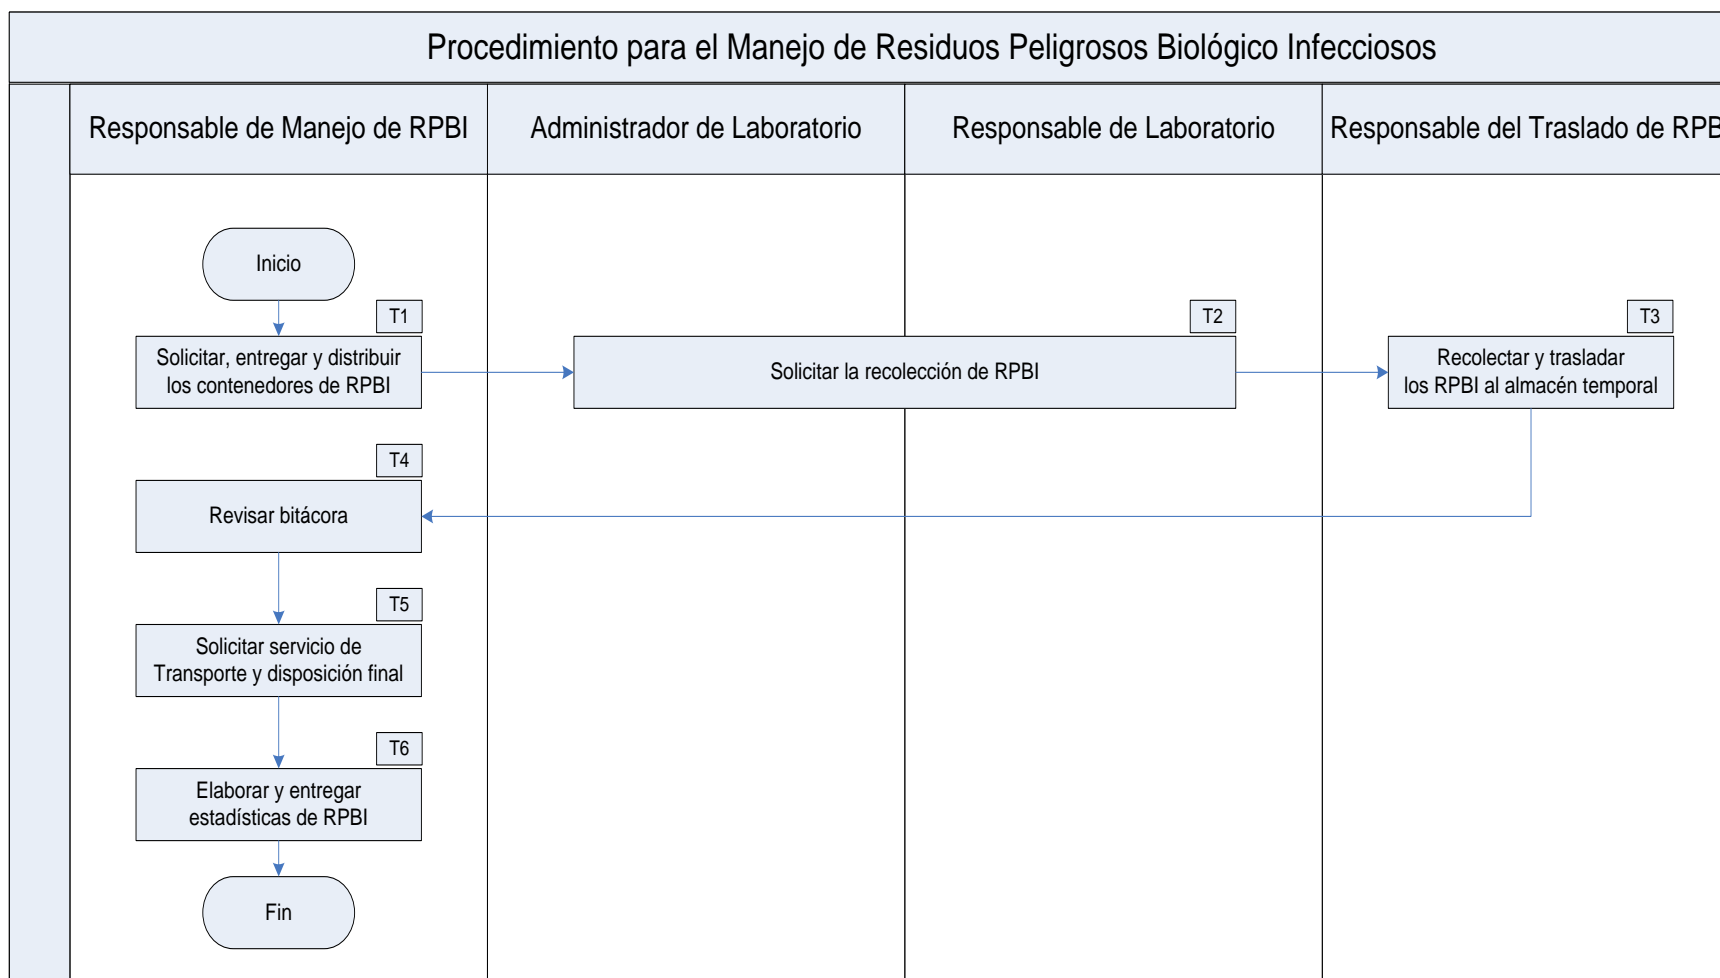 Procedimiento para el Manejo de Residuos Peligrosos Biológico Infecciosos
Responsable de Manejo de RPBI
Administrador de Laboratorio
Responsable de Laboratorio
Responsable del Traslado de RPB
Inicio
T1
Solicitar, entregar y distribuir
los contenedores de RPBI
T2
Solicitar la recolección de RPBI
T3
Recolectar y trasladar
los RPBI al almacén temporal
T4
Revisar bitácora
T5
Solicitar servicio de
Transporte y disposición final
T6
Elaborar y entregar
estadísticas de RPBI
Fin